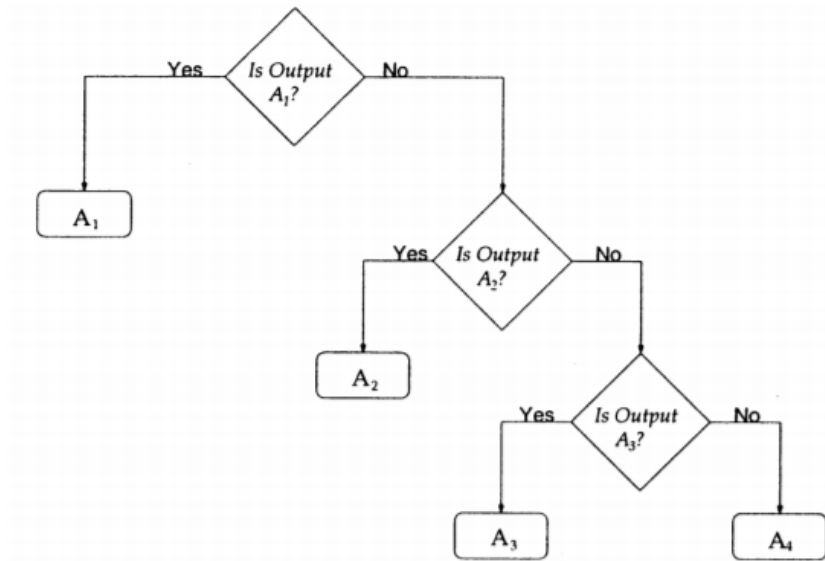 Yes
Is Output
A₁?
No
A₁
Yes
Is Output
A₂?
No
A₂
Yes
Is Output
A₃?
No
A₃
A₄